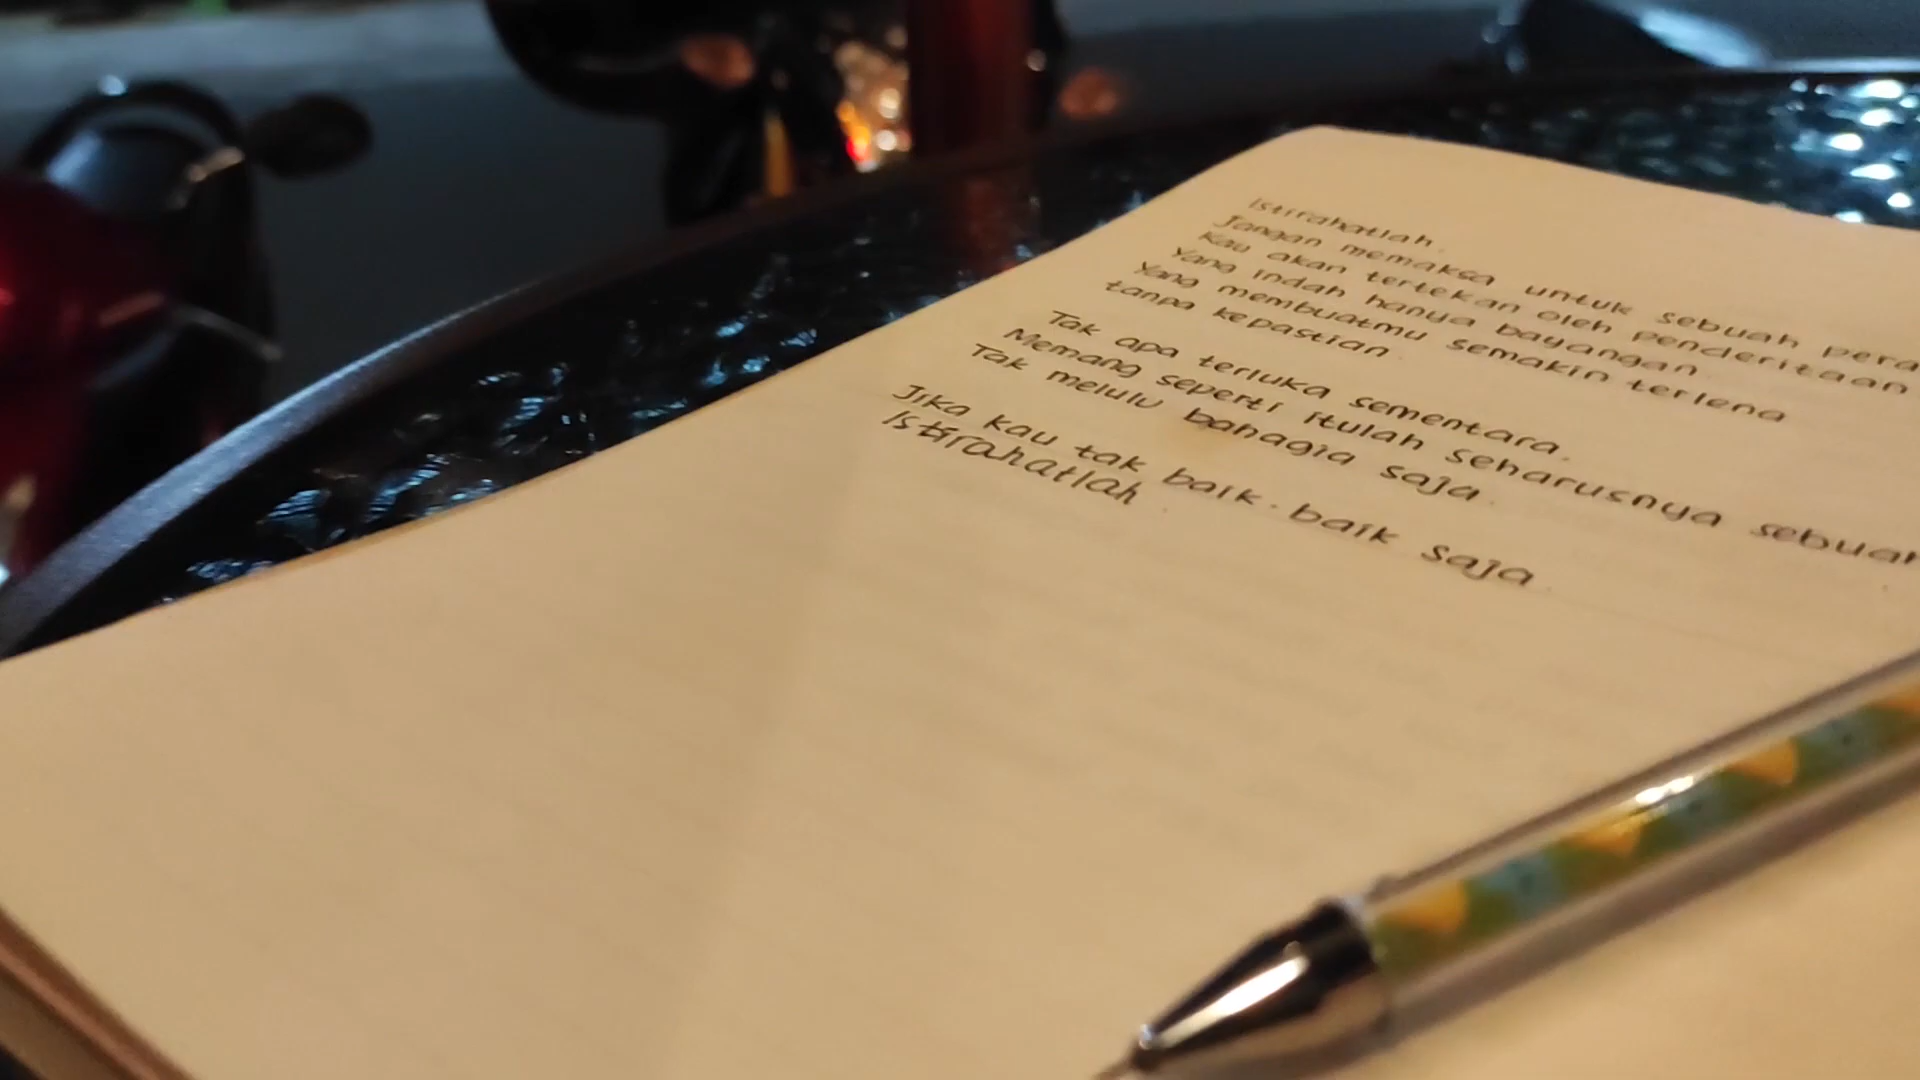 Istirahatlah.
Jangan memaksa untuk sebuah pera
Kau akan tertekan oleh penderitaan
Yang indah hanya bayangan
Yang membuatmu semakin terlena
tanpa kepastian.
Tak apa terluka sementara.
Memang seperti itulah seharusnya sebuah
Tak melulu bahagia saja.
Jika kau tak baik-baik saja
Istirahatlah.